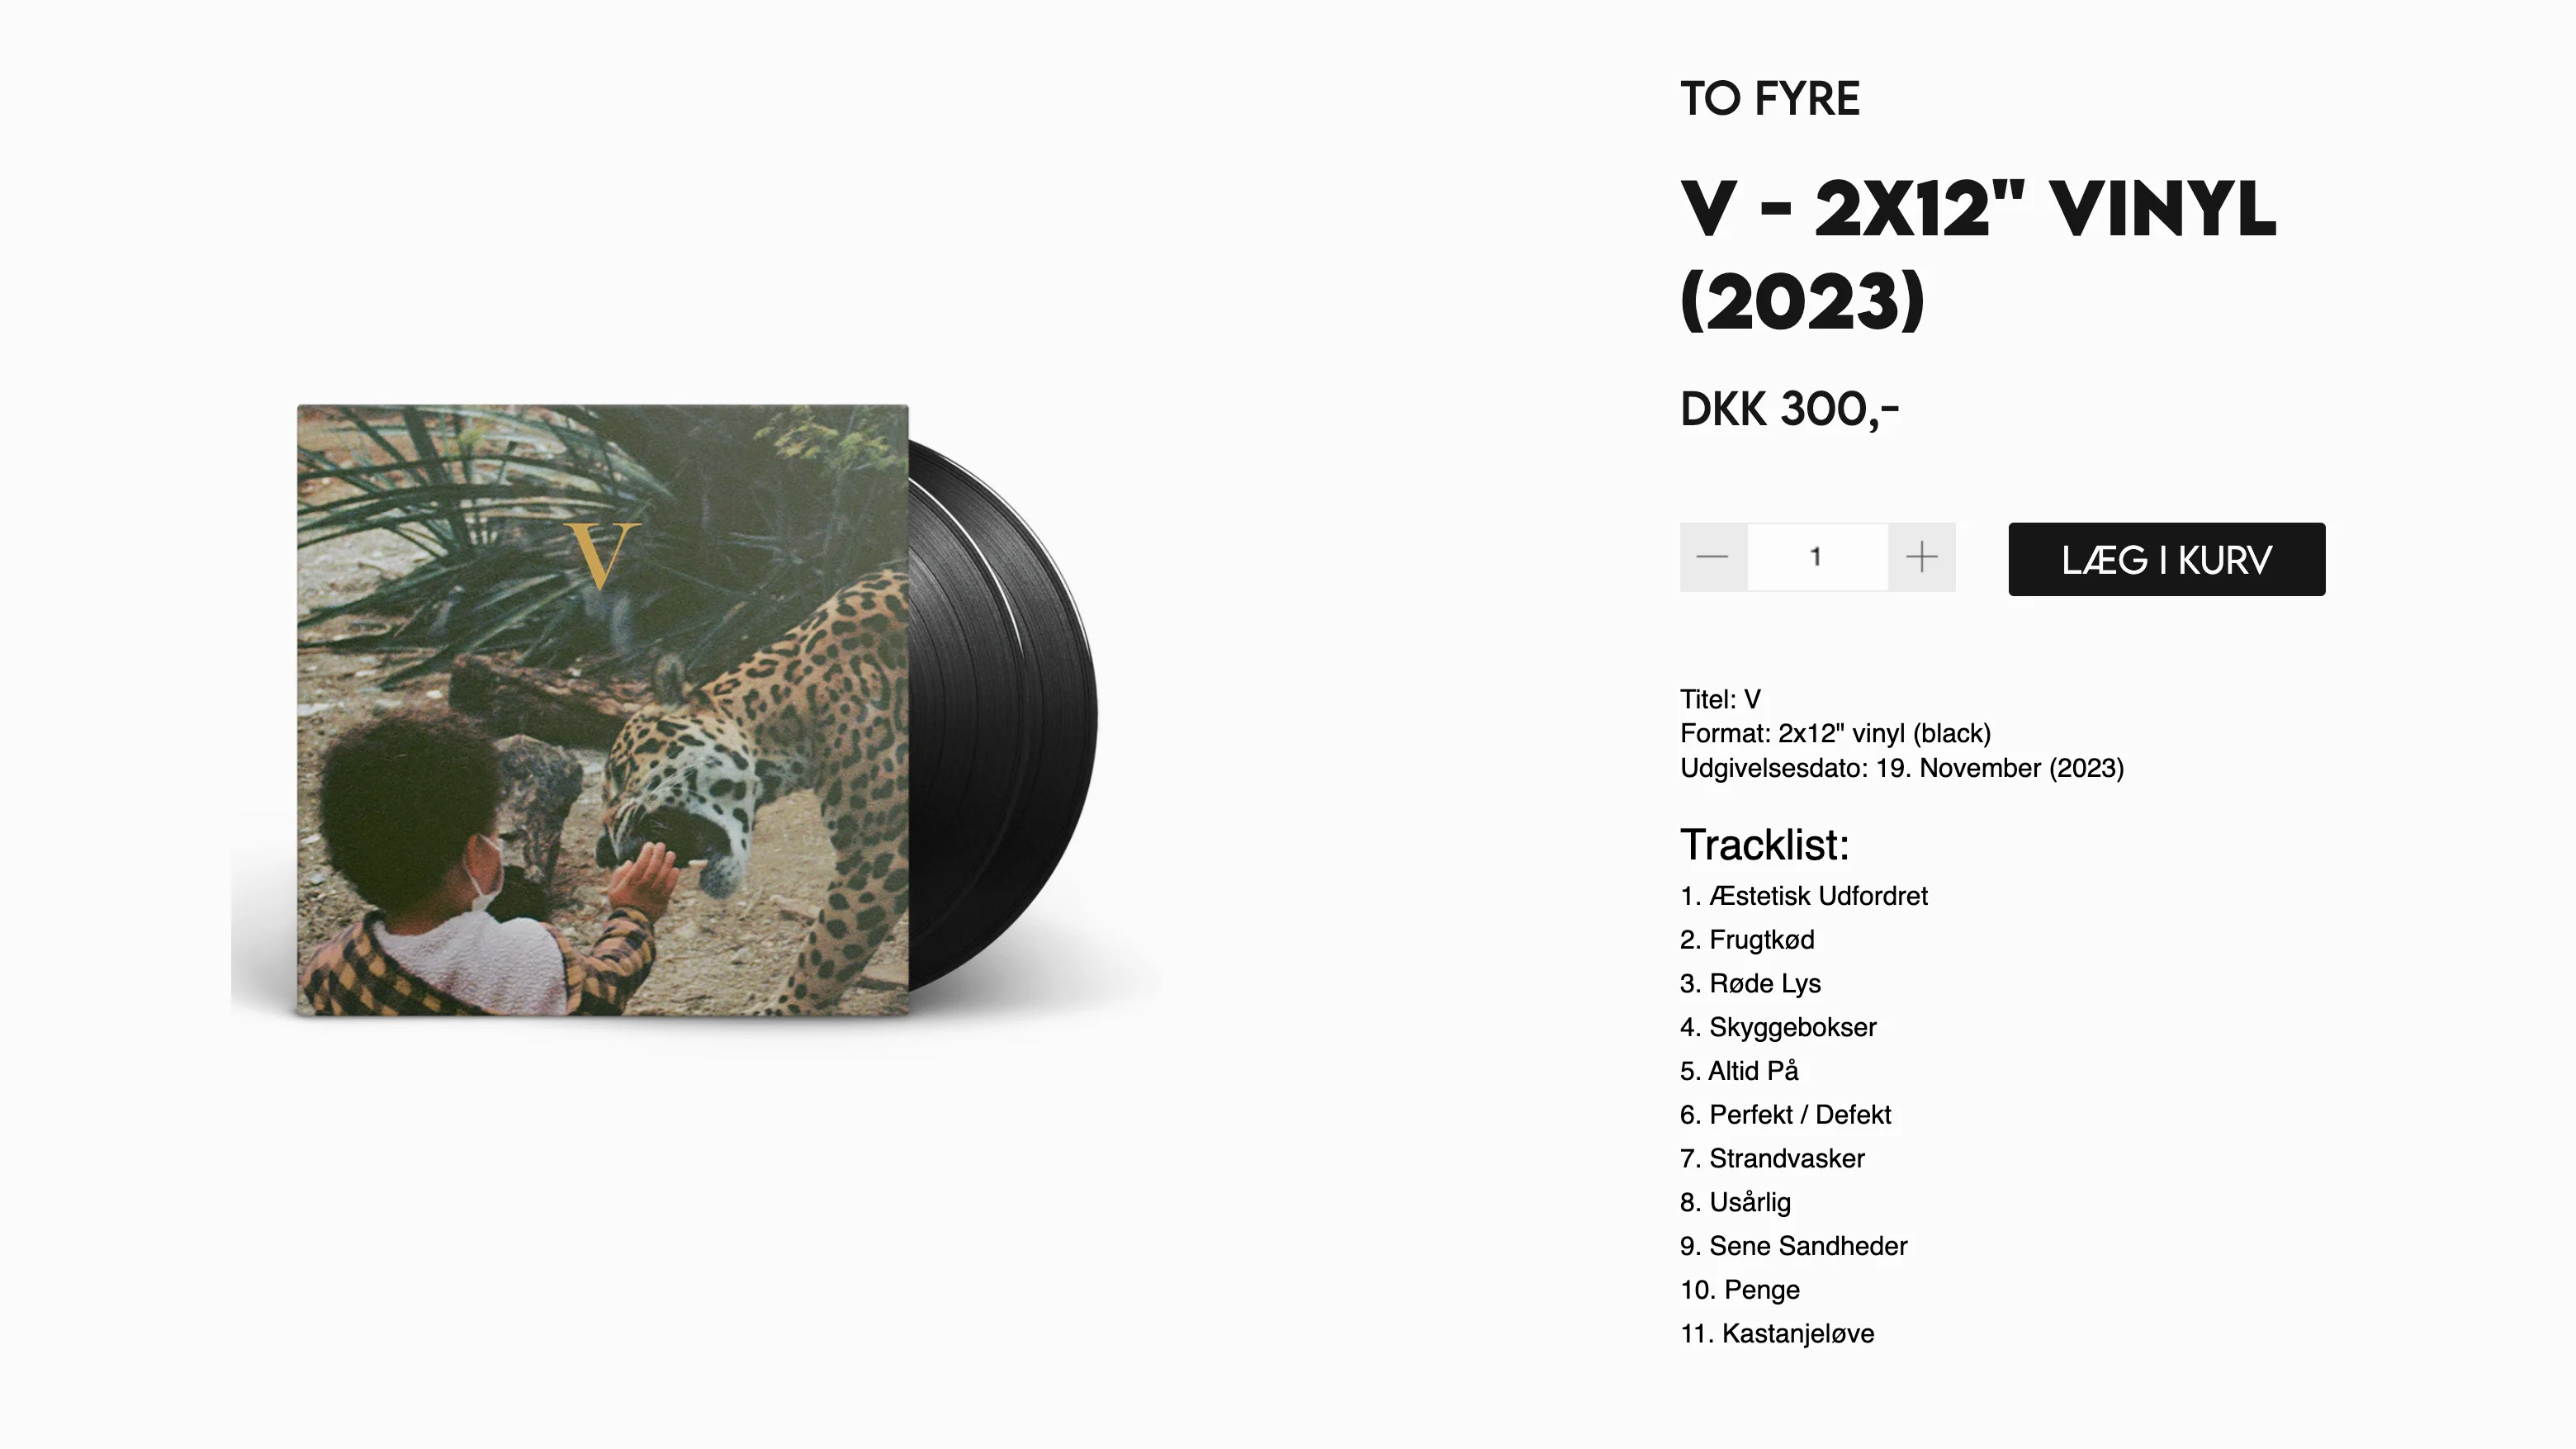 TO FYRE
V - 2X12" VINYL
(2023)
DKK 300,-
1
LÆG I KURV
V
Titel: V
Format: 2x12" vinyl (black)
Udgivelsesdato: 19. November (2023)
Tracklist:
1. Æstetisk Udfordret
2. Frugtkød
3. Røde Lys
4. Skyggebokser
5. Altid På
6. Perfekt / Defekt
7. Strandvasker
8. Usårlig
9. Sene Sandheder
10. Penge
11. Kastanjeløve